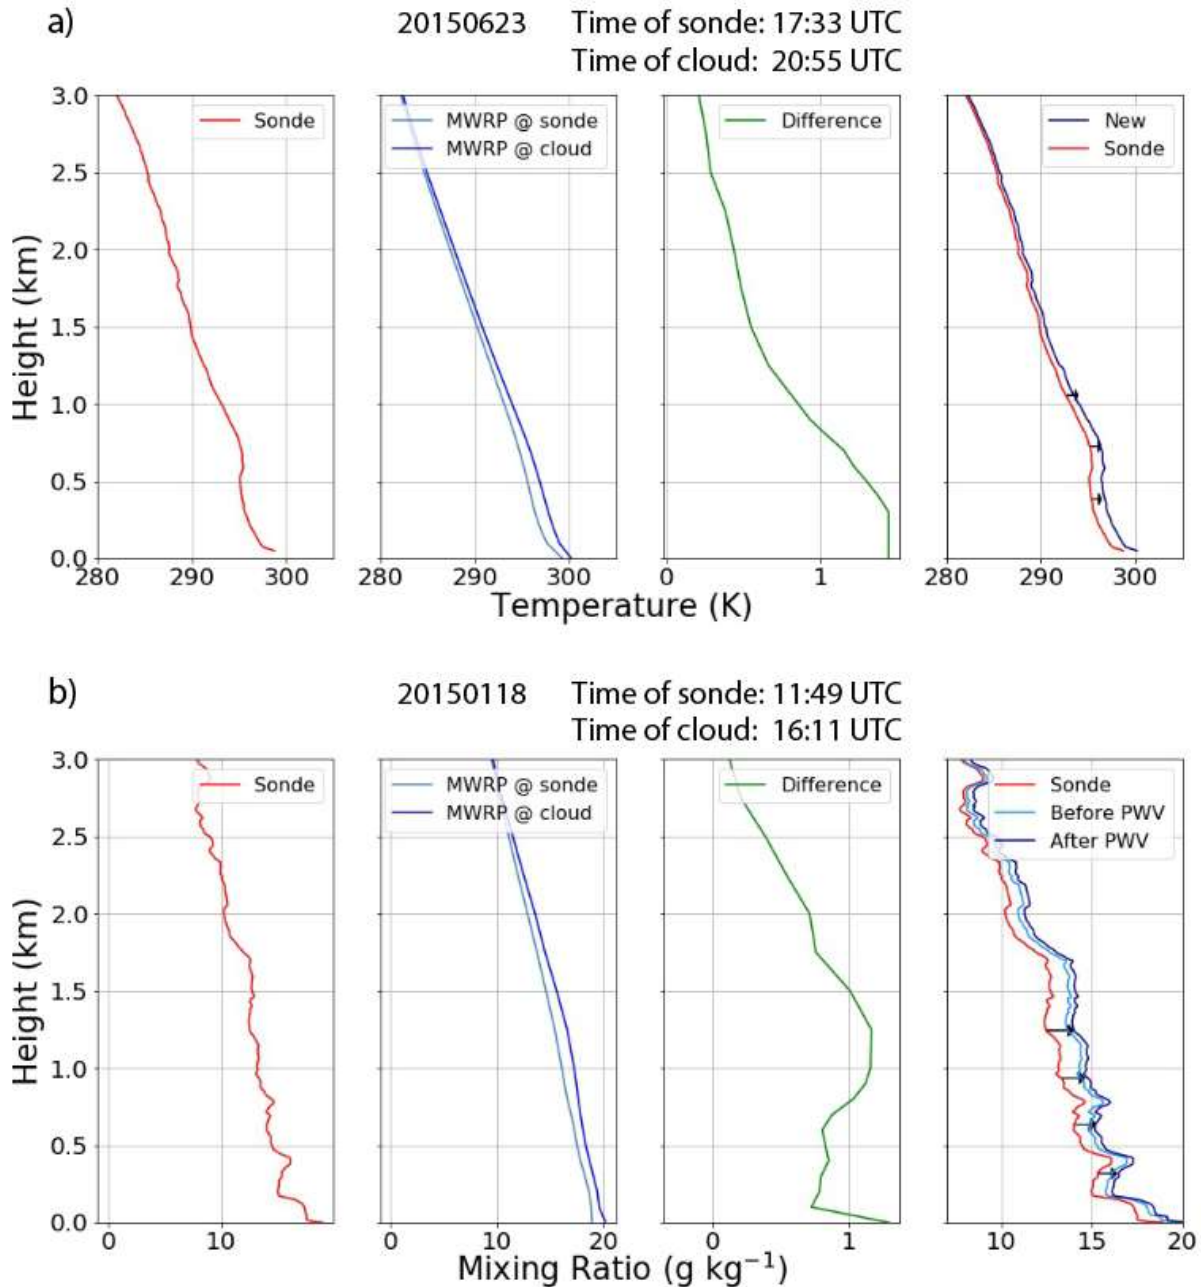 a) 20150623 Time of sonde: 17:33 UTC
Time of cloud: 20:55 UTC
Height (km)
3.0
2.5
2.0
1.5
1.0
0.5
0.0
Sonde
MWRP @ sonde
MWRP @ cloud
Difference
New
Sonde
280 290 300 280 290 300 0 1 280 290 300
Temperature (K)
b) 20150118 Time of sonde: 11:49 UTC
Time of cloud: 16:11 UTC
Height (km)
3.0
2.5
2.0
1.5
1.0
0.5
0.0
Sonde
MWRP @ sonde
MWRP @ cloud
Difference
Sonde
Before PWV
After PWV
0 10 0 10 20 0 1 10 15 20
Mixing Ratio (g kg⁻¹)